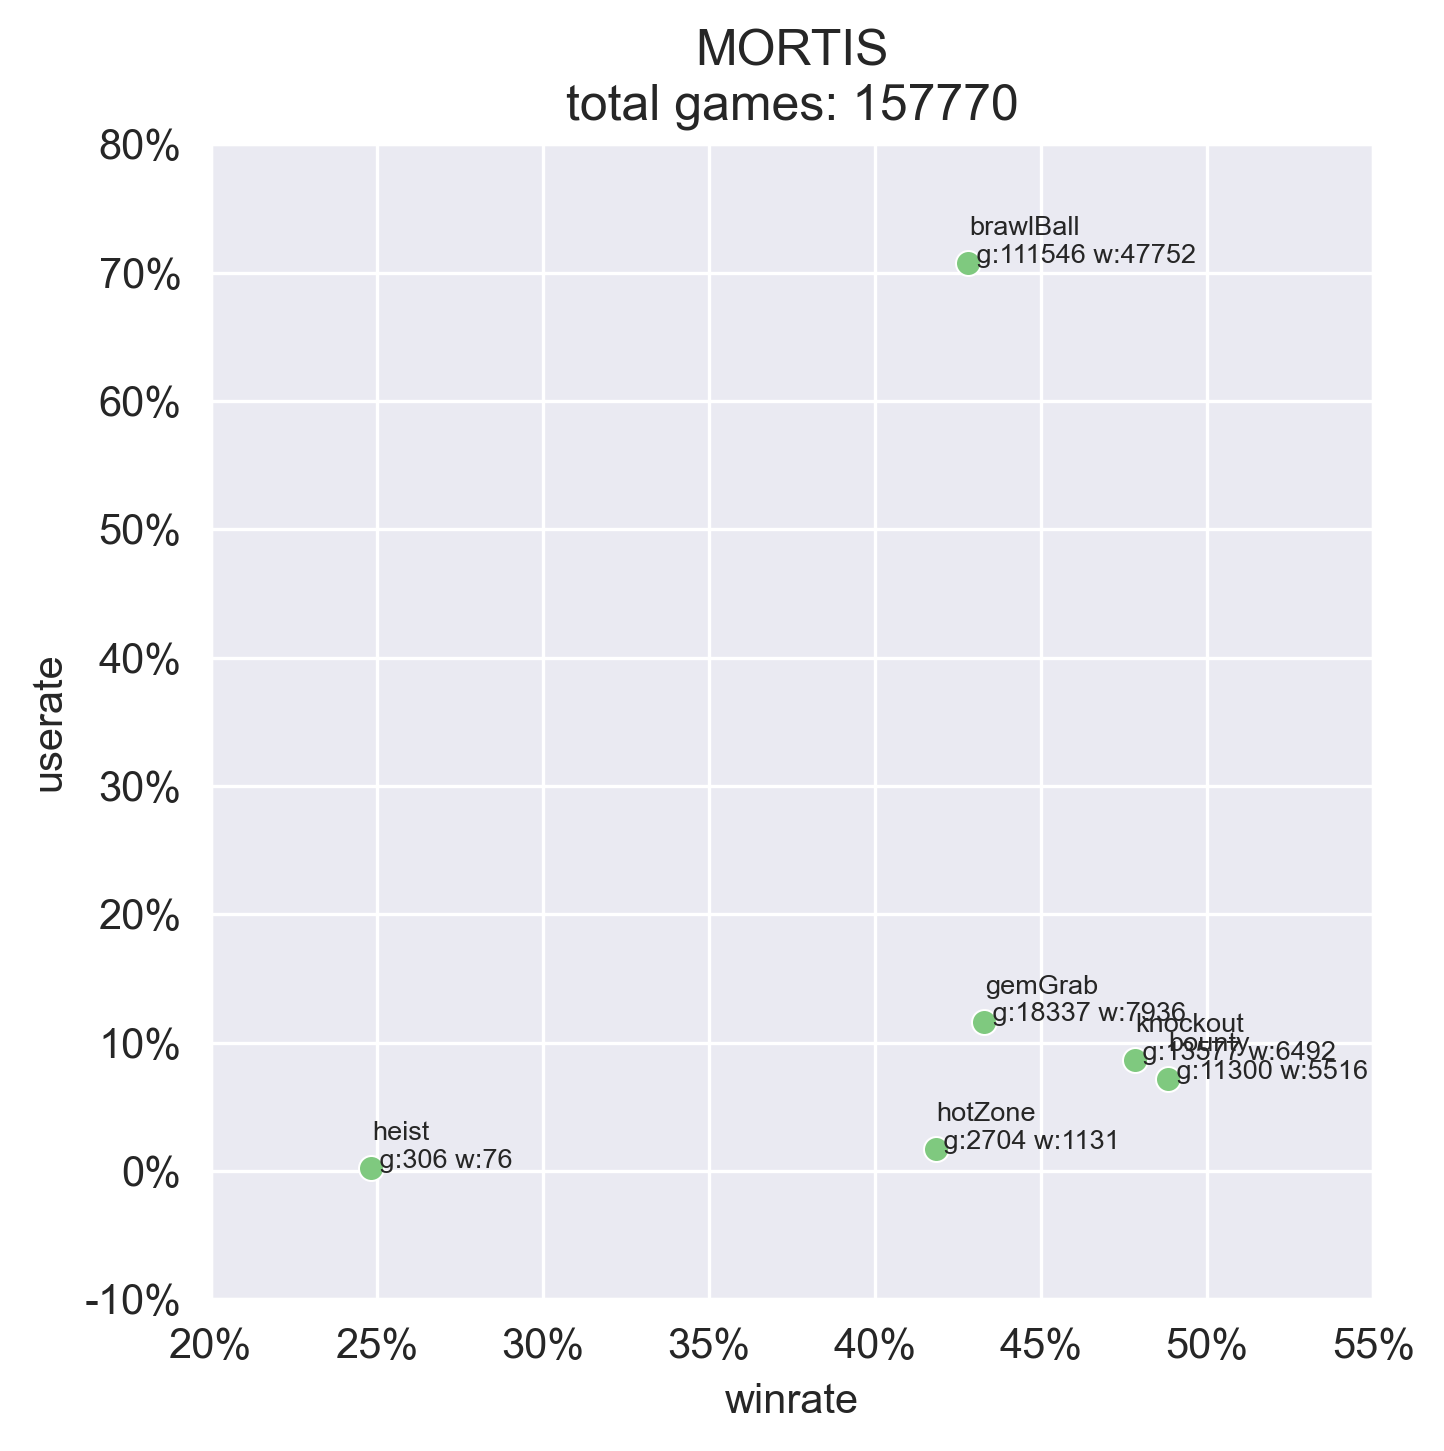 MORTIS
total games: 157770
80%
70%
60%
50%
40%
30%
20%
10%
0%
-10%
userate
brawlBall
g:111546 w:47752
gemGrab
g:18337 w:7936
knockout
g:13577 w:6492
bounty
g:11300 w:5516
hotZone
g:2704 w:1131
heist
g:306 w:76
20% 25% 30% 35% 40% 45% 50% 55%
winrate